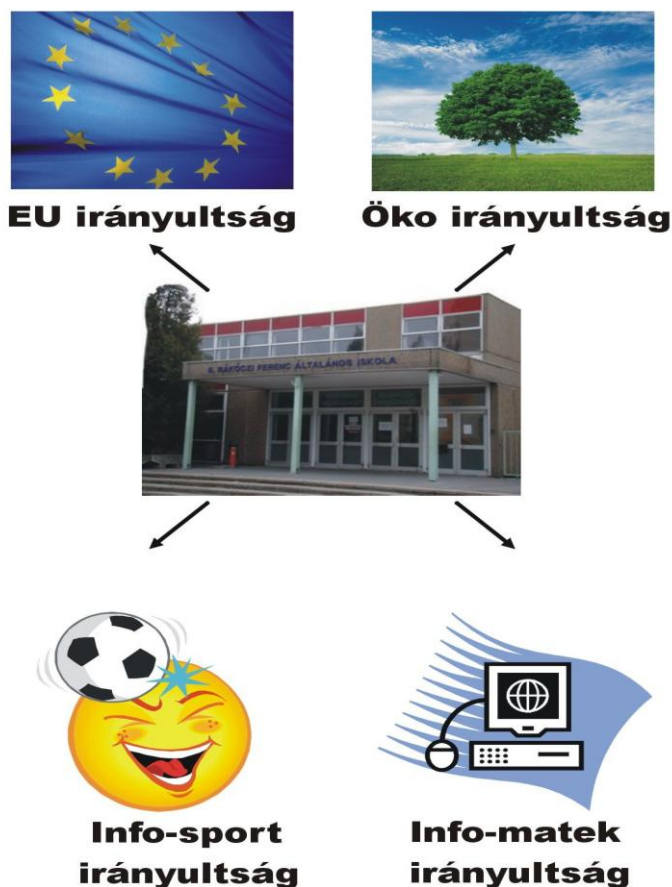 EU irányultság
Öko irányultság
II. RÁKÓCZI FERENC ÁLTALÁNOS ISKOLA
Info-sport
irányultság
Info-matek
irányultság